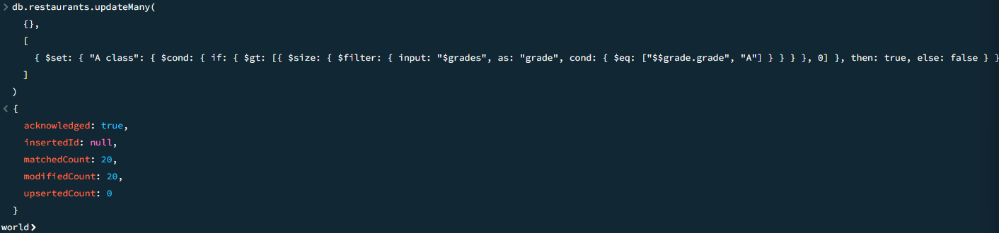 > db.restaurants.updateMany(
{},
[
{ $set: { "A class": { $cond: { if: { $gt: [{ $size: { $filter: { input: "$grades", as: "grade", cond: { $eq: ["$$grade.grade", "A"] } } } }, 0] }, then: true, else: false } }
]
)
< {
acknowledged: true,
insertedId: null,
matchedCount: 20,
modifiedCount: 20,
upsertedCount: 0
}
world>